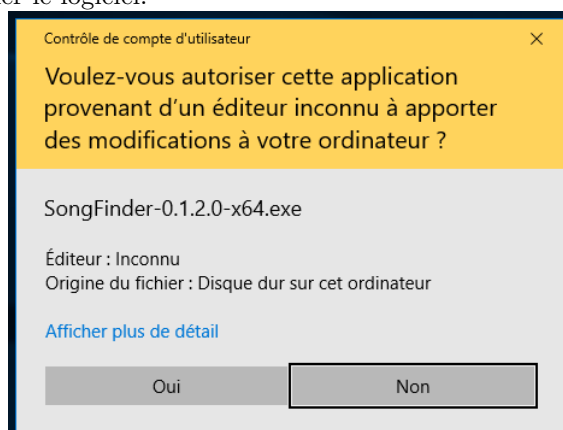 le logiciel.
Contrôle de compte d'utilisateur
Voulez-vous autoriser cette application
provenant d’un éditeur inconnu à apporter
des modifications à votre ordinateur ?
SongFinder-0.1.2.0-x64.exe
Éditeur : Inconnu
Origine du fichier : Disque dur sur cet ordinateur
Afficher plus de détail
Oui Non